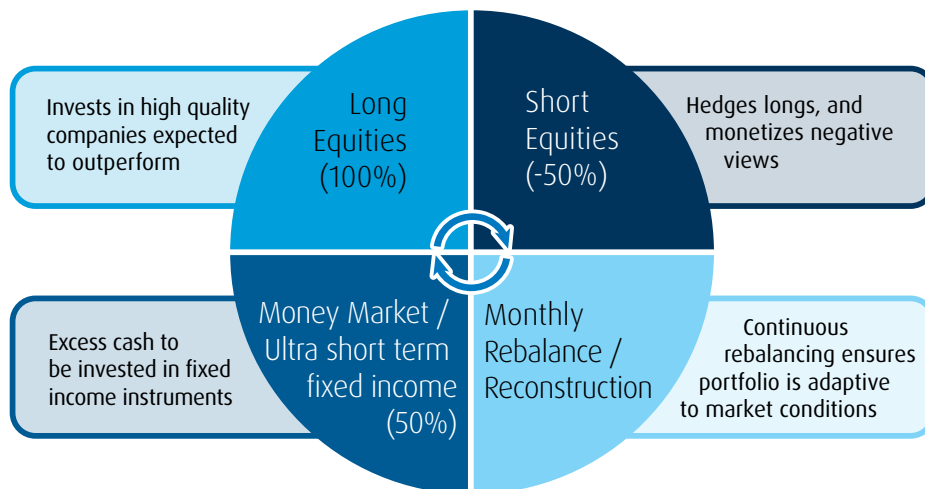 Invests in high quality
companies expected
to outperform
Long
Equities
(100%)
Short
Equities
(-50%)
Hedges longs, and
monetizes negative
views
Excess cash to
be invested in fixed
income instruments
Money Market /
Ultra short term
fixed income
(50%)
Monthly
Rebalance /
Reconstruction
Continuous
rebalancing ensures
portfolio is adaptive
to market conditions